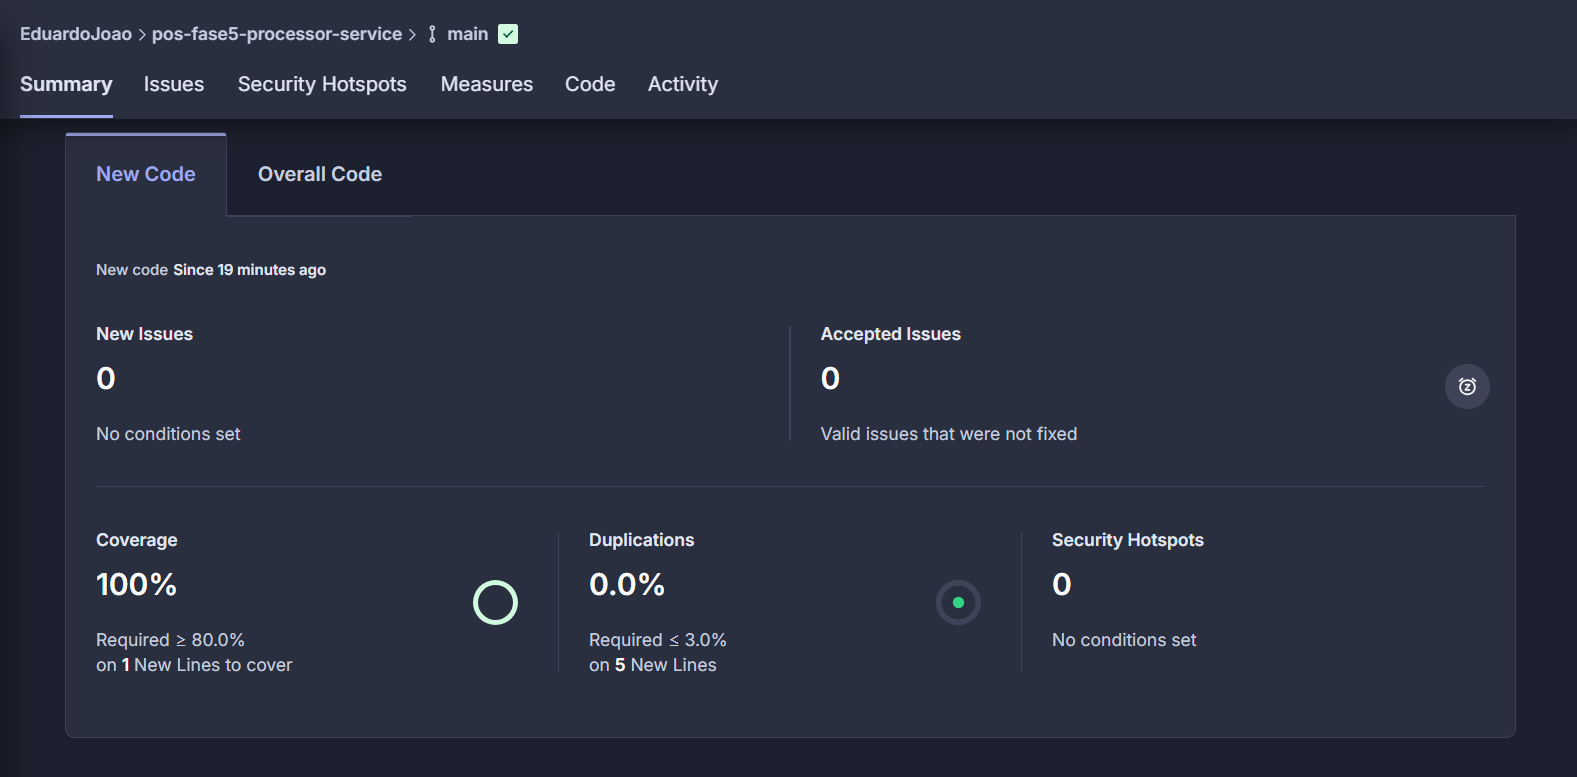 EduardoJoao > pos-fase5-processor-service > main
Summary Issues Security Hotspots Measures Code Activity
New Code Overall Code
New code Since 19 minutes ago
New Issues
0
No conditions set
Accepted Issues
0
Valid issues that were not fixed
Coverage
100%
Required ≥ 80.0%
on 1 New Lines to cover
Duplications
0.0%
Required ≤ 3.0%
on 5 New Lines
Security Hotspots
0
No conditions set